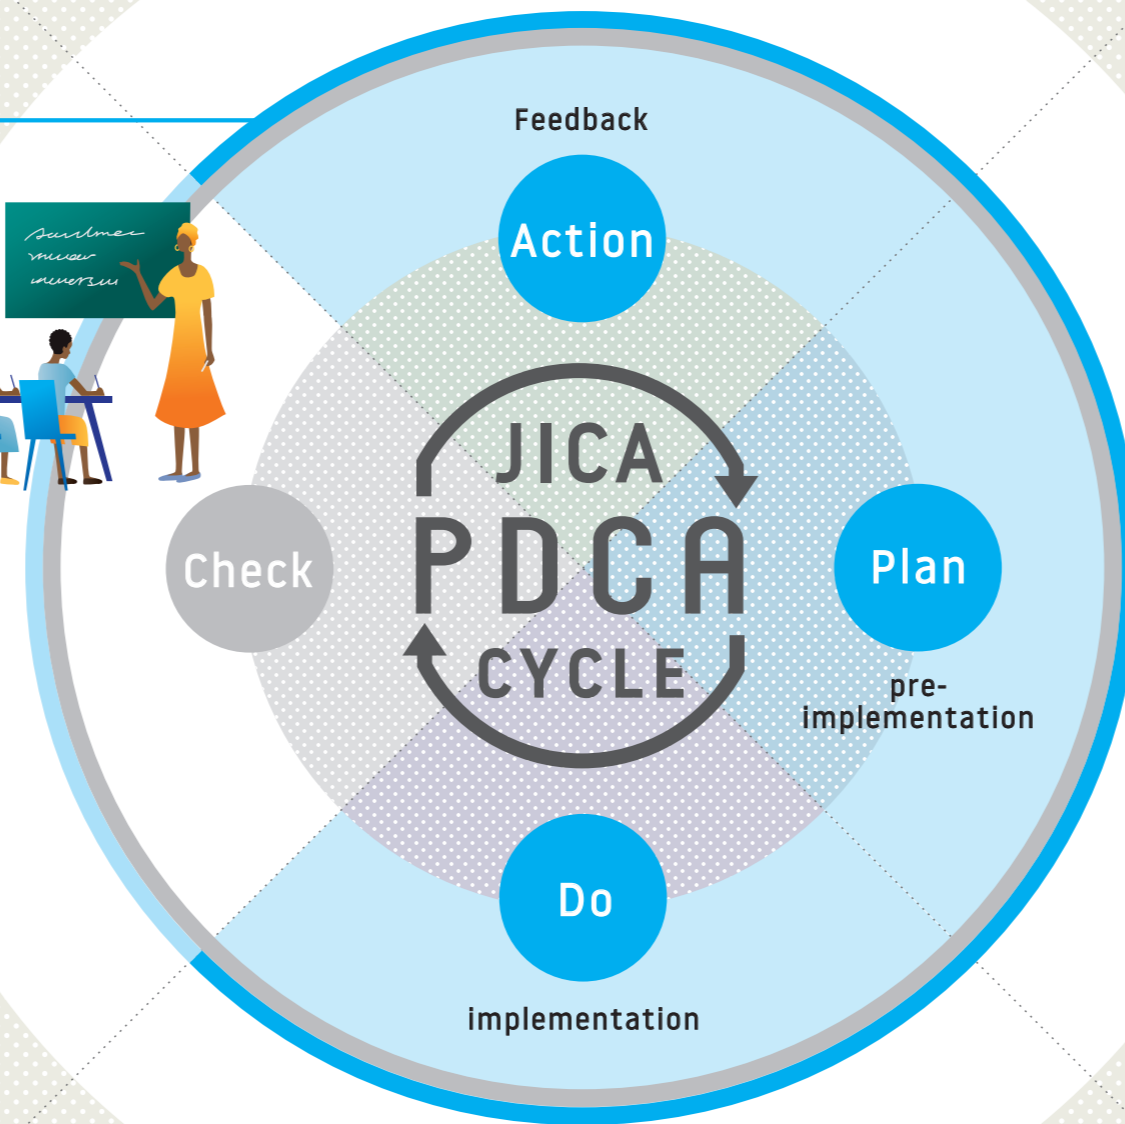 Feedback
Action
JICA
PDCA
CYCLE
Check
Plan
pre-
implementation
Do
implementation